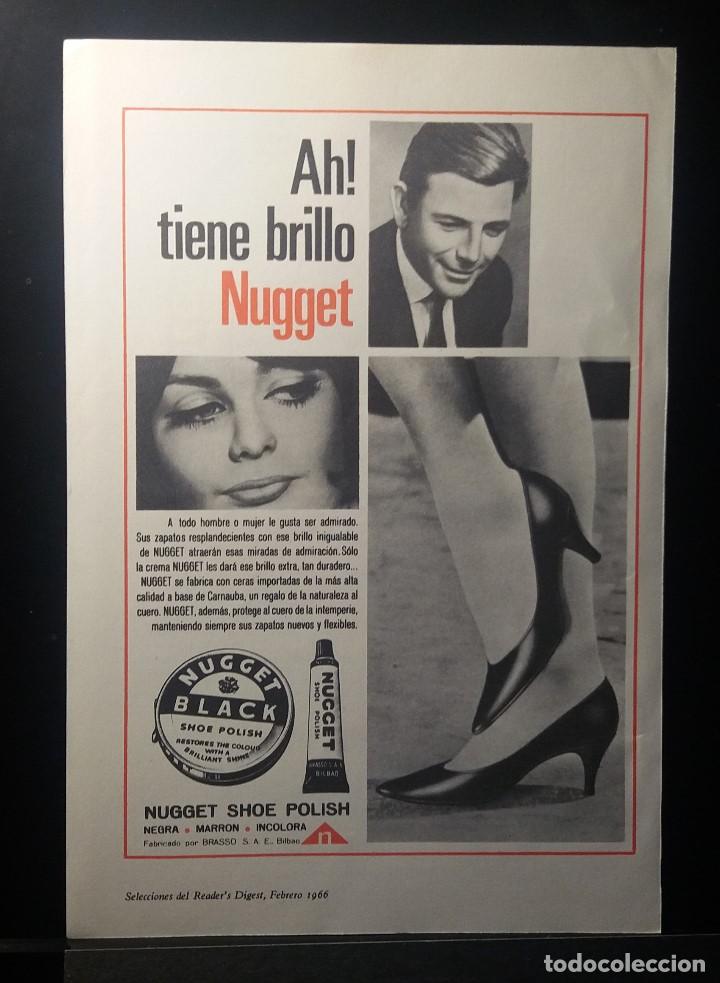 Ah!
tiene brillo
Nugget
A todo hombre o mujer le gusta ser admirado.
Sus zapatos resplandecientes con ese brillo inigualable
de NUGGET atraerán esas miradas de admiración. Sólo
la crema NUGGET les dará ese brillo extra, tan duradero...
NUGGET se fabrica con ceras importadas de la más alta
calidad a base de Carnauba, un regalo de la naturaleza al
cuero. NUGGET, además, protege al cuero de la intemperie,
manteniendo siempre sus zapatos nuevos y flexibles.
NUGGET
BLACK
SHOE POLISH
RESTORES THE COLOUR
WITH A
BRILLIANT SHINE
NUGGET
SHOE POLISH
BRASSO S.A.E.
BILBAO
NUGGET SHOE POLISH
NEGRA • MARRON • INCOLORA
Fabricado por BRASSO S. A. E., Bilbao
n
Selecciones del Reader's Digest, Febrero 1966
todocoleccion